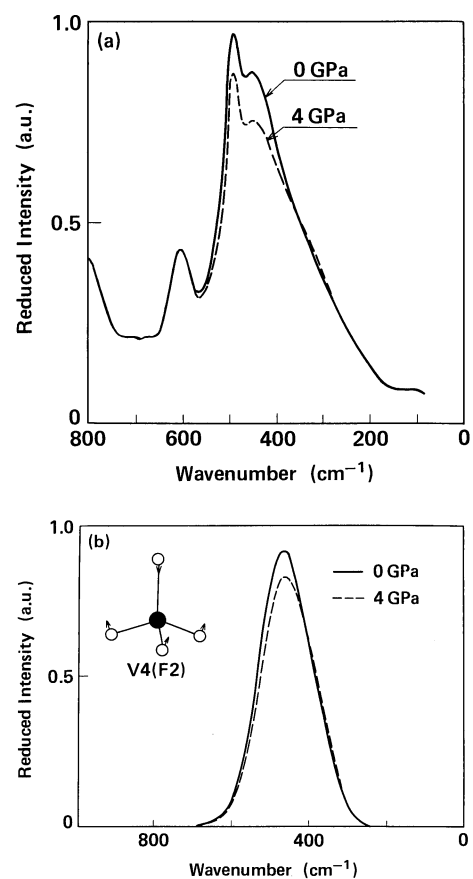 1.0
(a)
0 GPa
4 GPa
0.5
0
800 600 400 200 0
Reduced Intensity (a.u.)
Wavenumber (cm⁻¹)
1.0
(b)
0 GPa
4 GPa
V4(F2)
0.5
0
800 400 0
Reduced Intensity (a.u.)
Wavenumber (cm⁻¹)